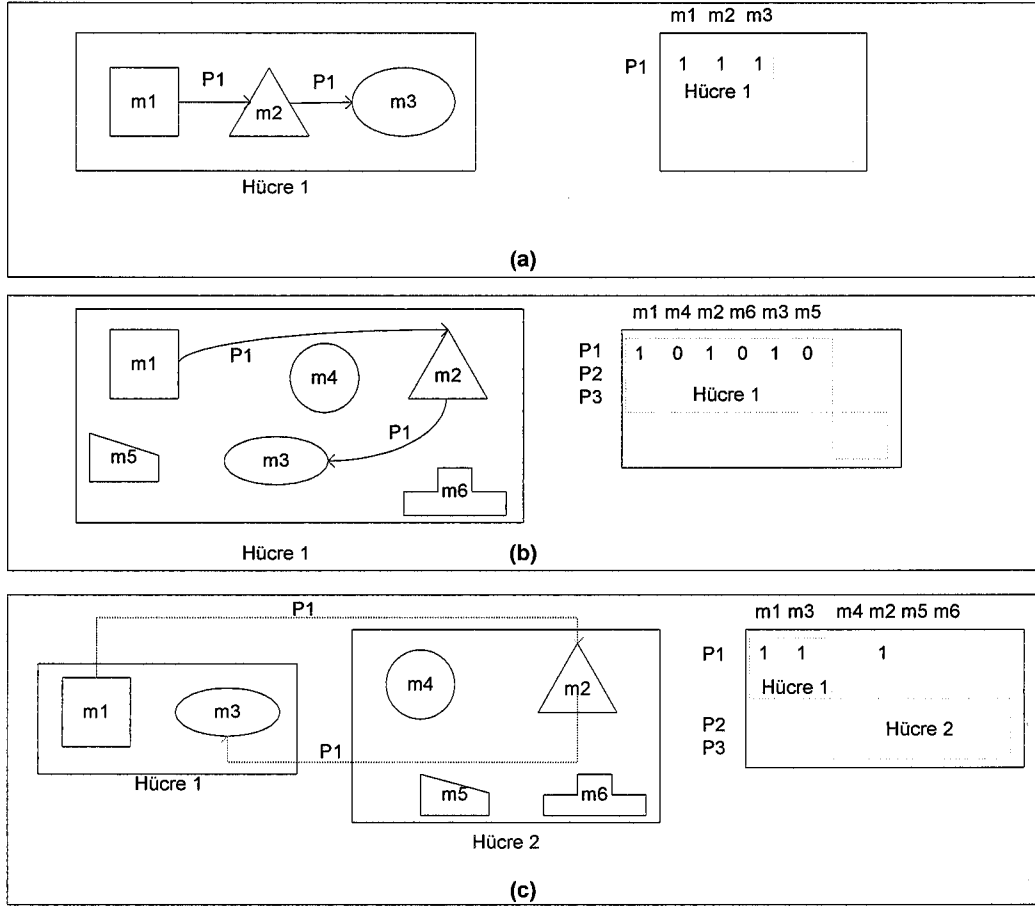 m1 m2 m3
P1 P1 P1 1 1 1
m1 m2 m3 Hücre 1
Hücre 1
(a)
m1 m4 m2 m6 m3 m5
P1 1 0 1 0 1 0
m1 P1 m4 m2 P2
P3 Hücre 1
P1
m5 m3
m6
Hücre 1
(b)
P1 m1 m3 m4 m2 m5 m6
P1 1 1 1
m4 m2 Hücre 1
m1 m3
P2 Hücre 2
P1 P3
Hücre 1 m5 m6
Hücre 2
(c)